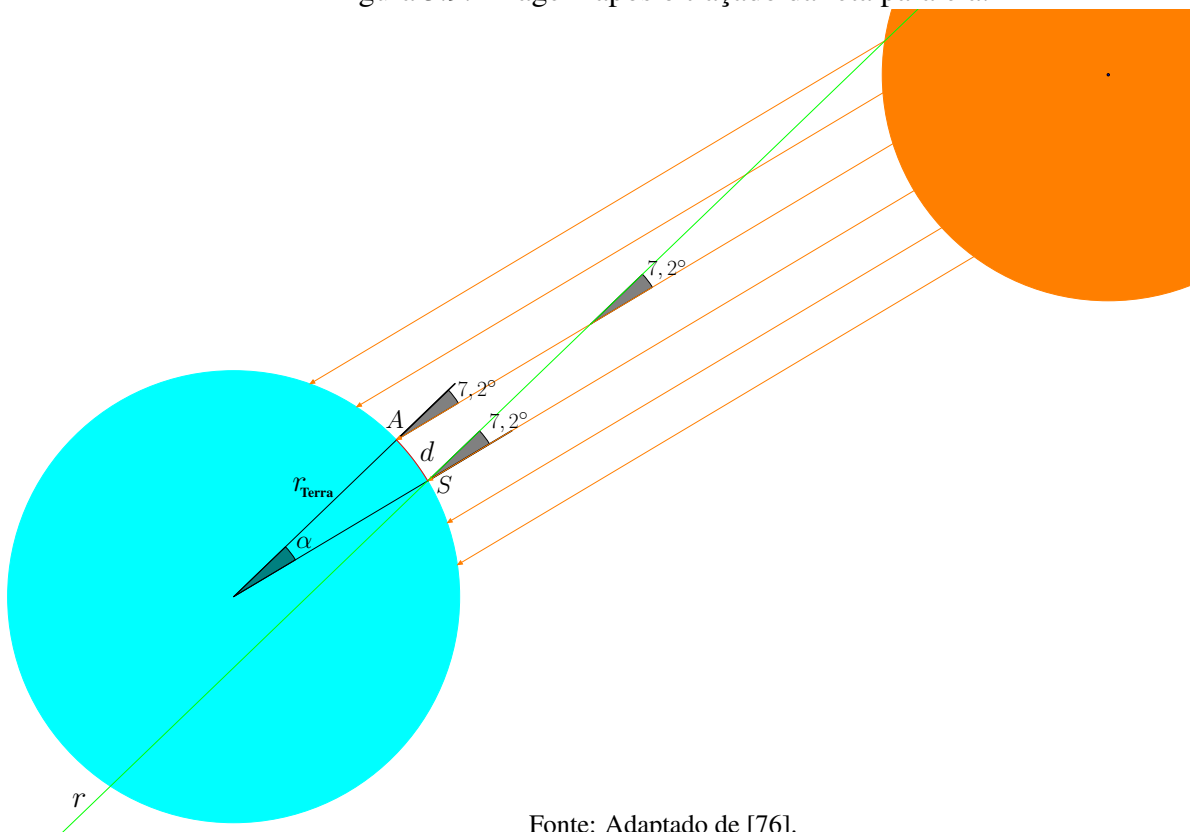 7, 2°
A
7, 2°
7, 2°
d
S
r_Terra
α
r
Fonte: Adaptado de [76].